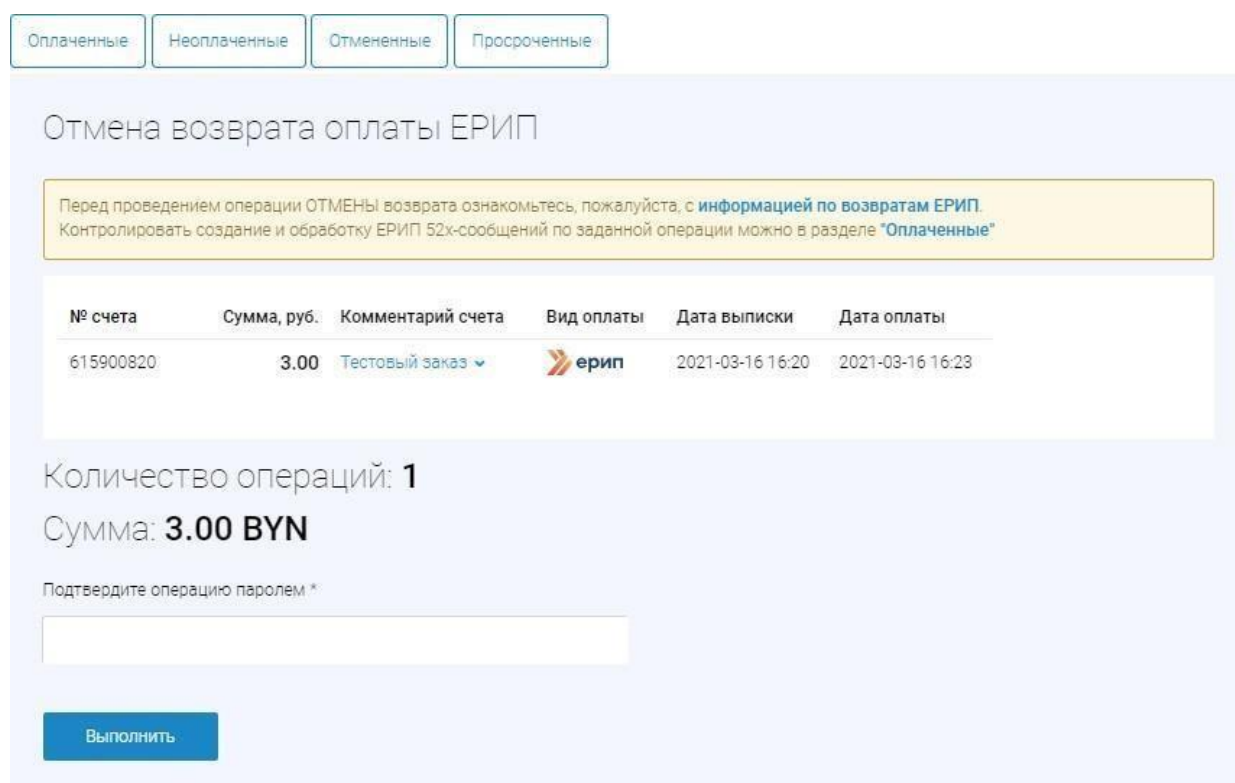 Оплаченные Неоплаченные Отмененные Просроченные
Отмена возврата оплаты ЕРИП
Перед проведением операции ОТМЕНЫ возврата ознакомьтесь, пожалуйста, с информацией по возвратам ЕРИП.
Контролировать создание и обработку ЕРИП 52х-сообщений по заданной операции можно в разделе "Оплаченные"
№ счета Сумма, руб. Комментарий счета Вид оплаты Дата выписки Дата оплаты
615900820 3.00 Тестовый заказ ерип 2021-03-16 16:20 2021-03-16 16:23
Количество операций: 1
Сумма: 3.00 BYN
Подтвердите операцию паролем *
Выполнить